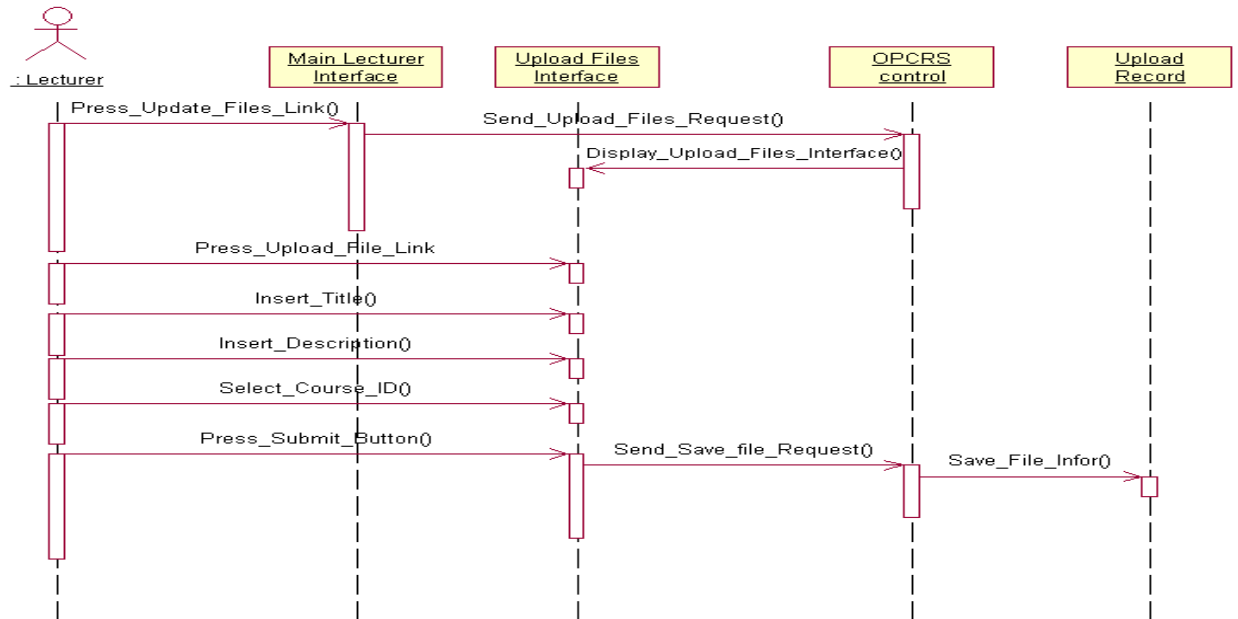 : Lecturer
Main Lecturer
Interface
Upload Files
Interface
OPCRS
control
Upload
Record
Press_Update_Files_Link()
Send_Upload_Files_Request()
Display_Upload_Files_Interface()
Press_Upload_File_Link
Insert_Title()
Insert_Description()
Select_Course_ID()
Press_Submit_Button()
Send_Save_file_Request()
Save_File_Infor()